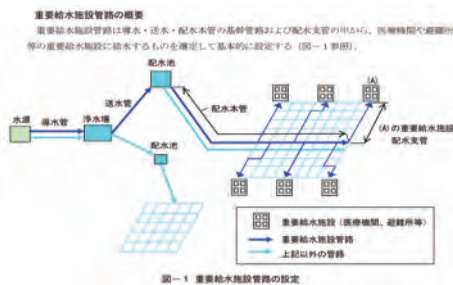 重要給水施設管路の概要
重要給水施設管路は導水・送水・配水本管の基幹管路および配水支管の中から、医療機関や避難所
等の重要給水施設に給水するものを選定して基本的に設定する（図－1参照）。
配水池
(A)
送水管
配水本管
水源
導水管
浄水場
(A)の重要給水施設
配水支管
配水池
重要給水施設（医療機関、避難所等）
重要給水施設管路
上記以外の管路
図－1 重要給水施設管路の設定